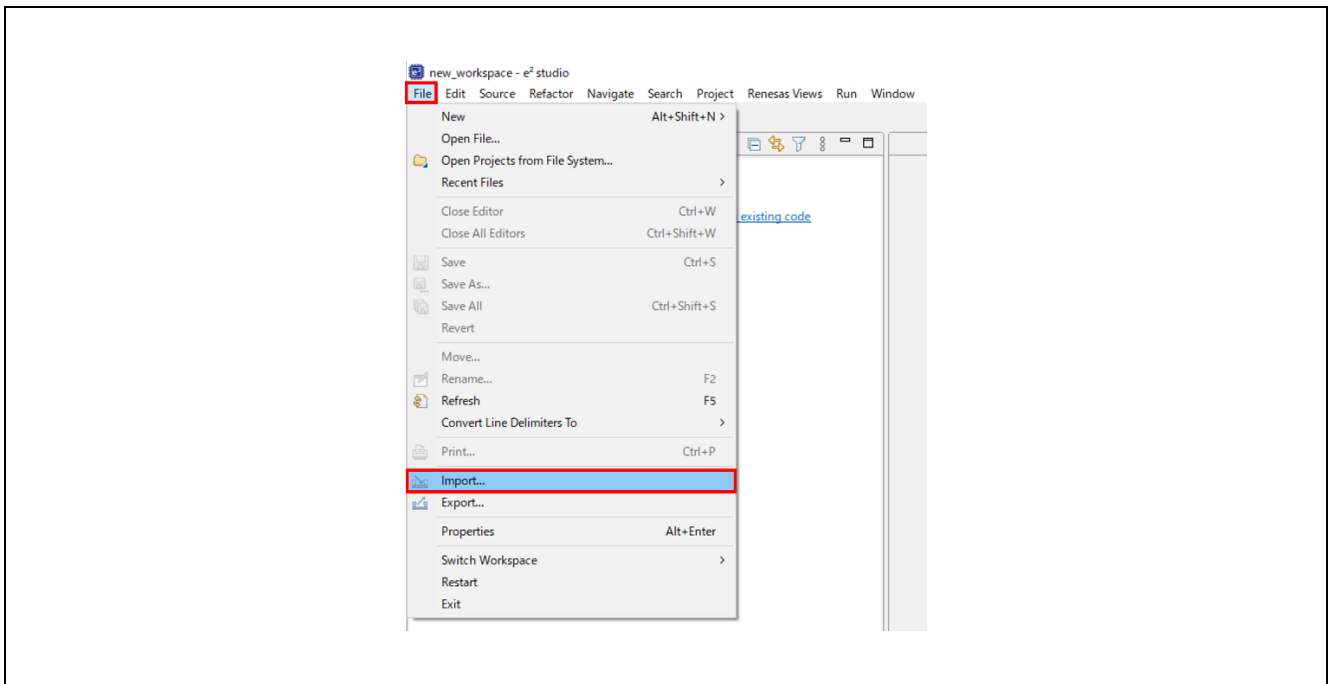 new_workspace - e² studio
File Edit Source Refactor Navigate Search Project Renesas Views Run Window
New Alt+Shift+N >
Open File...
Open Projects from File System...
Recent Files >
Close Editor Ctrl+W
existing code
Close All Editors Ctrl+Shift+W
Save Ctrl+S
Save As...
Save All Ctrl+Shift+S
Revert
Move...
Rename... F2
Refresh F5
Convert Line Delimiters To >
Print... Ctrl+P
Import...
Export...
Properties Alt+Enter
Switch Workspace >
Restart
Exit